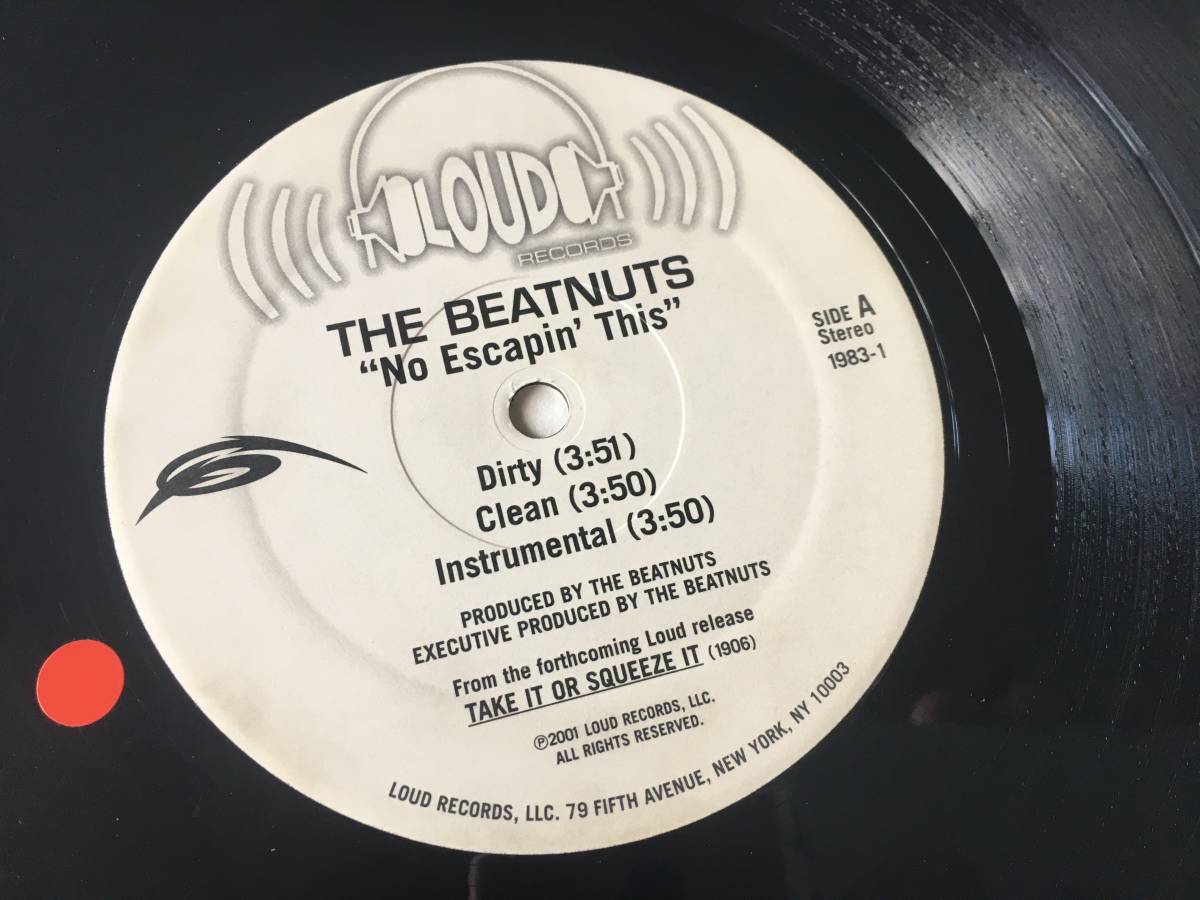 LOUD
RECORDS
THE BEATNUTS
“No Escapin’ This”
SIDE A
Stereo
1983-1
Dirty (3:51)
Clean (3:50)
Instrumental (3:50)
PRODUCED BY THE BEATNUTS
EXECUTIVE PRODUCED BY THE BEATNUTS
From the forthcoming Loud release
TAKE IT OR SQUEEZE IT (1906)
℗2001 LOUD RECORDS, LLC.
ALL RIGHTS RESERVED.
LOUD RECORDS, LLC. 79 FIFTH AVENUE, NEW YORK, NY 10003